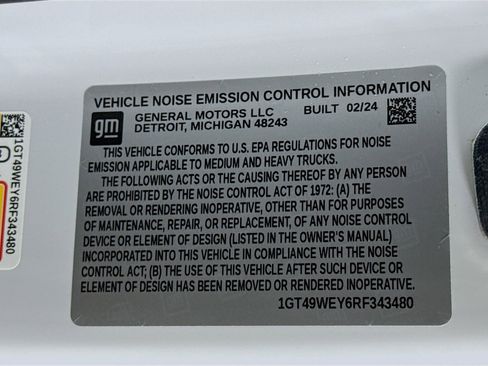 VEHICLE NOISE EMISSION CONTROL INFORMATION
gm
GENERAL MOTORS LLC BUILT 02/24
DETROIT, MICHIGAN 48243
THIS VEHICLE CONFORMS TO U.S. EPA REGULATIONS FOR NOISE
EMISSION APPLICABLE TO MEDIUM AND HEAVY TRUCKS.
THE FOLLOWING ACTS OR THE CAUSING THEREOF BY ANY PERSON
ARE PROHIBITED BY THE NOISE CONTROL ACT OF 1972: (A) THE
REMOVAL OR RENDERING INOPERATIVE, OTHER THAN FOR PURPOSES
OF MAINTENANCE, REPAIR, OR REPLACEMENT, OF ANY NOISE CONTROL
DEVICE OR ELEMENT OF DESIGN (LISTED IN THE OWNER'S MANUAL)
INCORPORATED INTO THIS VEHICLE IN COMPLIANCE WITH THE NOISE
CONTROL ACT; (B) THE USE OF THIS VEHICLE AFTER SUCH DEVICE OR
ELEMENT OF DESIGN HAS BEEN REMOVED OR RENDERED INOPERATIVE.
1GT49WEY6RF343480
1GT49WEY6RF343480